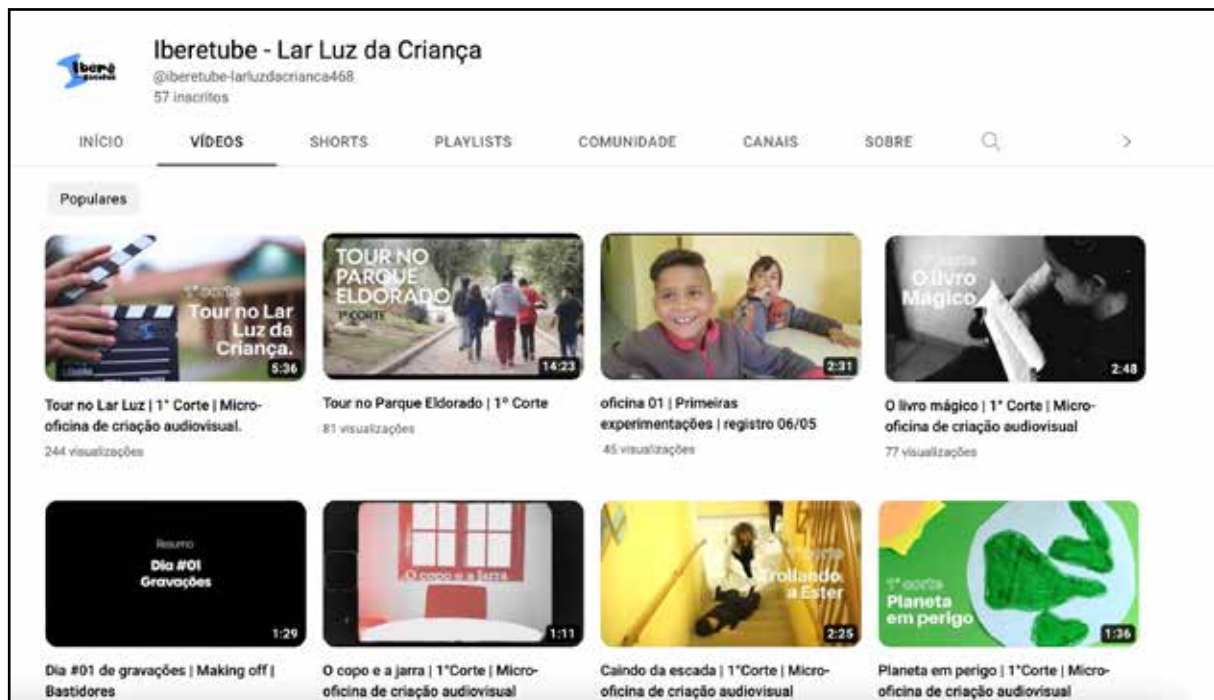 Iberê
Iberetube - Lar Luz da Criança
@iberetube-larluzdacrianca468
57 inscritos
INÍCIO VÍDEOS SHORTS PLAYLISTS COMUNIDADE CANAIS SOBRE
Populares
1° corte
Tour no Lar
Luz da
Criança.
5:36
TOUR NO
PARQUE
ELDORADO
1º CORTE
14:23
2:31
1° corte
O livro
Mágico
2:48
Tour no Lar Luz | 1° Corte | Micro-
oficina de criação audiovisual.
244 visualizações
Tour no Parque Eldorado | 1º Corte
81 visualizações
oficina 01 | Primeiras
experimentações | registro 06/05
45 visualizações
O livro mágico | 1° Corte | Micro-
oficina de criação audiovisual
77 visualizações
Resumo
Dia #01
Gravações
1:29
O copo e a Jarra
1:11
1° corte
Trollando
a Ester
2:25
1° corte
Planeta
em perigo
1:36
Dia #01 de gravações | Making off |
Bastidores
O copo e a jarra | 1°Corte | Micro-
oficina de criação audiovisual
Caindo da escada | 1°Corte | Micro-
oficina de criação audiovisual
Planeta em perigo | 1°Corte | Micro-
oficina de criação audiovisual